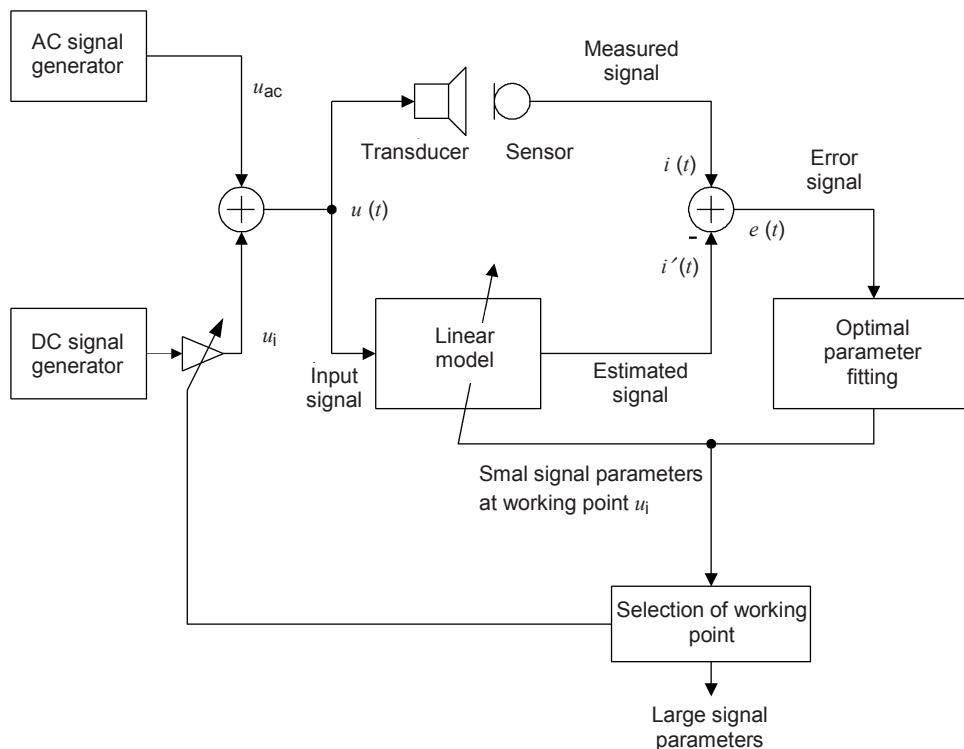 AC signal
generator
u_ac
Measured
signal
Transducer
Sensor
i (t)
Error
signal
u (t)
e (t)
-
i′(t)
DC signal
generator
u_i
Input
signal
Linear
model
Estimated
signal
Optimal
parameter
fitting
Smal signal parameters
at working point u_i
Selection of working
point
Large signal
parameters